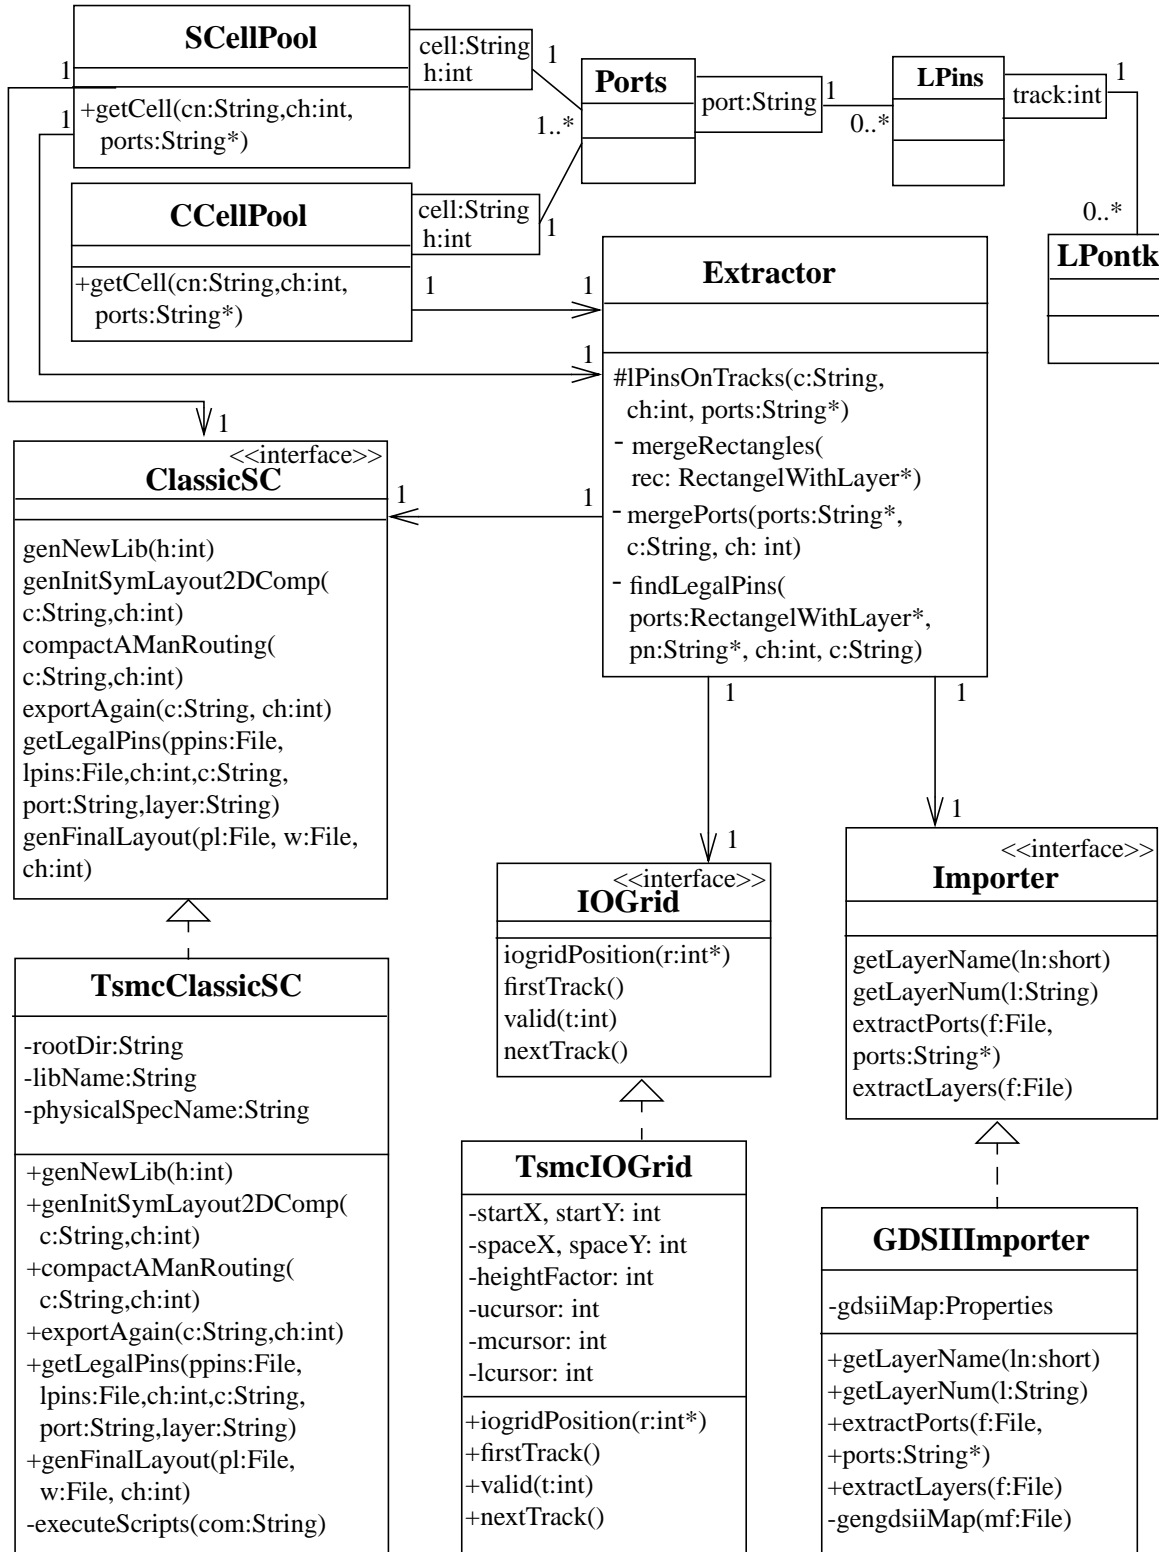 SCellPool
cell:String
h:int
1
1
1
+getCell(cn:String,ch:int,
ports:String*)
Ports
1..*
port:String
1
0..*
LPins
track:int
1
0..*
LPontk
CCellPool
cell:String
h:int
1
+getCell(cn:String,ch:int,
ports:String*)
1
1
1
Extractor
#lPinsOnTracks(c:String,
ch:int, ports:String*)
- mergeRectangles(
rec: RectangelWithLayer*)
- mergePorts(ports:String*,
c:String, ch: int)
- findLegalPins(
ports:RectangelWithLayer*,
pn:String*, ch:int, c:String)
1
1
1
1
1
<<interface>>
ClassicSC
genNewLib(h:int)
genInitSymLayout2DComp(
c:String,ch:int)
compactAManRouting(
c:String,ch:int)
exportAgain(c:String, ch:int)
getLegalPins(ppins:File,
lpins:File,ch:int,c:String,
port:String,layer:String)
genFinalLayout(pl:File, w:File,
ch:int)
1
<<interface>>
IOGrid
iogridPosition(r:int*)
firstTrack()
valid(t:int)
nextTrack()
1
<<interface>>
Importer
getLayerName(ln:short)
getLayerNum(l:String)
extractPorts(f:File,
ports:String*)
extractLayers(f:File)
TsmcClassicSC
-rootDir:String
-libName:String
-physicalSpecName:String
+genNewLib(h:int)
+genInitSymLayout2DComp(
c:String,ch:int)
+compactAManRouting(
c:String,ch:int)
+exportAgain(c:String,ch:int)
+getLegalPins(ppins:File,
lpins:File,ch:int,c:String,
port:String,layer:String)
+genFinalLayout(pl:File,
w:File, ch:int)
-executeScripts(com:String)
TsmcIOGrid
-startX, startY: int
-spaceX, spaceY: int
-heightFactor: int
-ucursor: int
-mcursor: int
-lcursor: int
+iogridPosition(r:int*)
+firstTrack()
+valid(t:int)
+nextTrack()
GDSIIImporter
-gdsiiMap:Properties
+getLayerName(ln:short)
+getLayerNum(l:String)
+extractPorts(f:File,
+ports:String*)
+extractLayers(f:File)
-gengdsiiMap(mf:File)